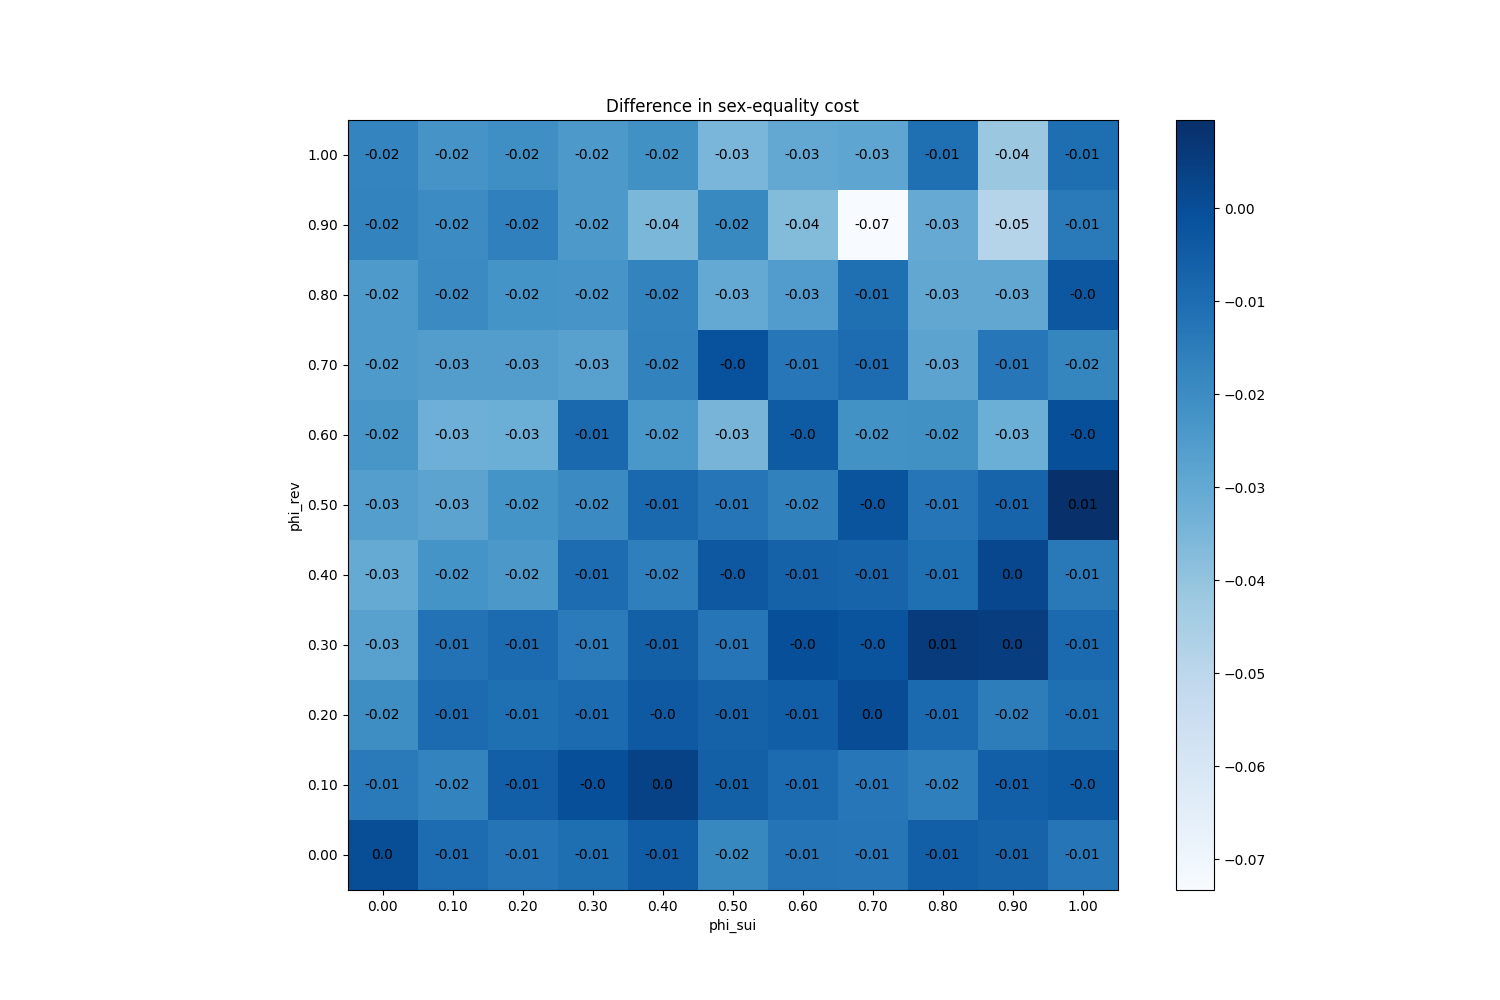 Difference in sex-equality cost
1.00 -0.02 -0.02 -0.02 -0.02 -0.02 -0.03 -0.03 -0.03 -0.01 -0.04 -0.01
0.90 -0.02 -0.02 -0.02 -0.02 -0.04 -0.02 -0.04 -0.07 -0.03 -0.05 -0.01
0.80 -0.02 -0.02 -0.02 -0.02 -0.02 -0.03 -0.03 -0.01 -0.03 -0.03 -0.0
0.70 -0.02 -0.03 -0.03 -0.03 -0.02 -0.0 -0.01 -0.01 -0.03 -0.01 -0.02
0.60 -0.02 -0.03 -0.03 -0.01 -0.02 -0.03 -0.0 -0.02 -0.02 -0.03 -0.0
0.50 -0.03 -0.03 -0.02 -0.02 -0.01 -0.01 -0.02 -0.0 -0.01 -0.01 0.01
0.40 -0.03 -0.02 -0.02 -0.01 -0.02 -0.0 -0.01 -0.01 -0.01 0.0 -0.01
0.30 -0.03 -0.01 -0.01 -0.01 -0.01 -0.01 -0.0 -0.0 0.01 0.0 -0.01
0.20 -0.02 -0.01 -0.01 -0.01 -0.0 -0.01 -0.01 0.0 -0.01 -0.02 -0.01
0.10 -0.01 -0.02 -0.01 -0.0 0.0 -0.01 -0.01 -0.01 -0.02 -0.01 -0.0
0.00 0.0 -0.01 -0.01 -0.01 -0.01 -0.02 -0.01 -0.01 -0.01 -0.01 -0.01
0.00 0.10 0.20 0.30 0.40 0.50 0.60 0.70 0.80 0.90 1.00
phi_sui
phi_rev
0.00
−0.01
−0.02
−0.03
−0.04
−0.05
−0.06
−0.07